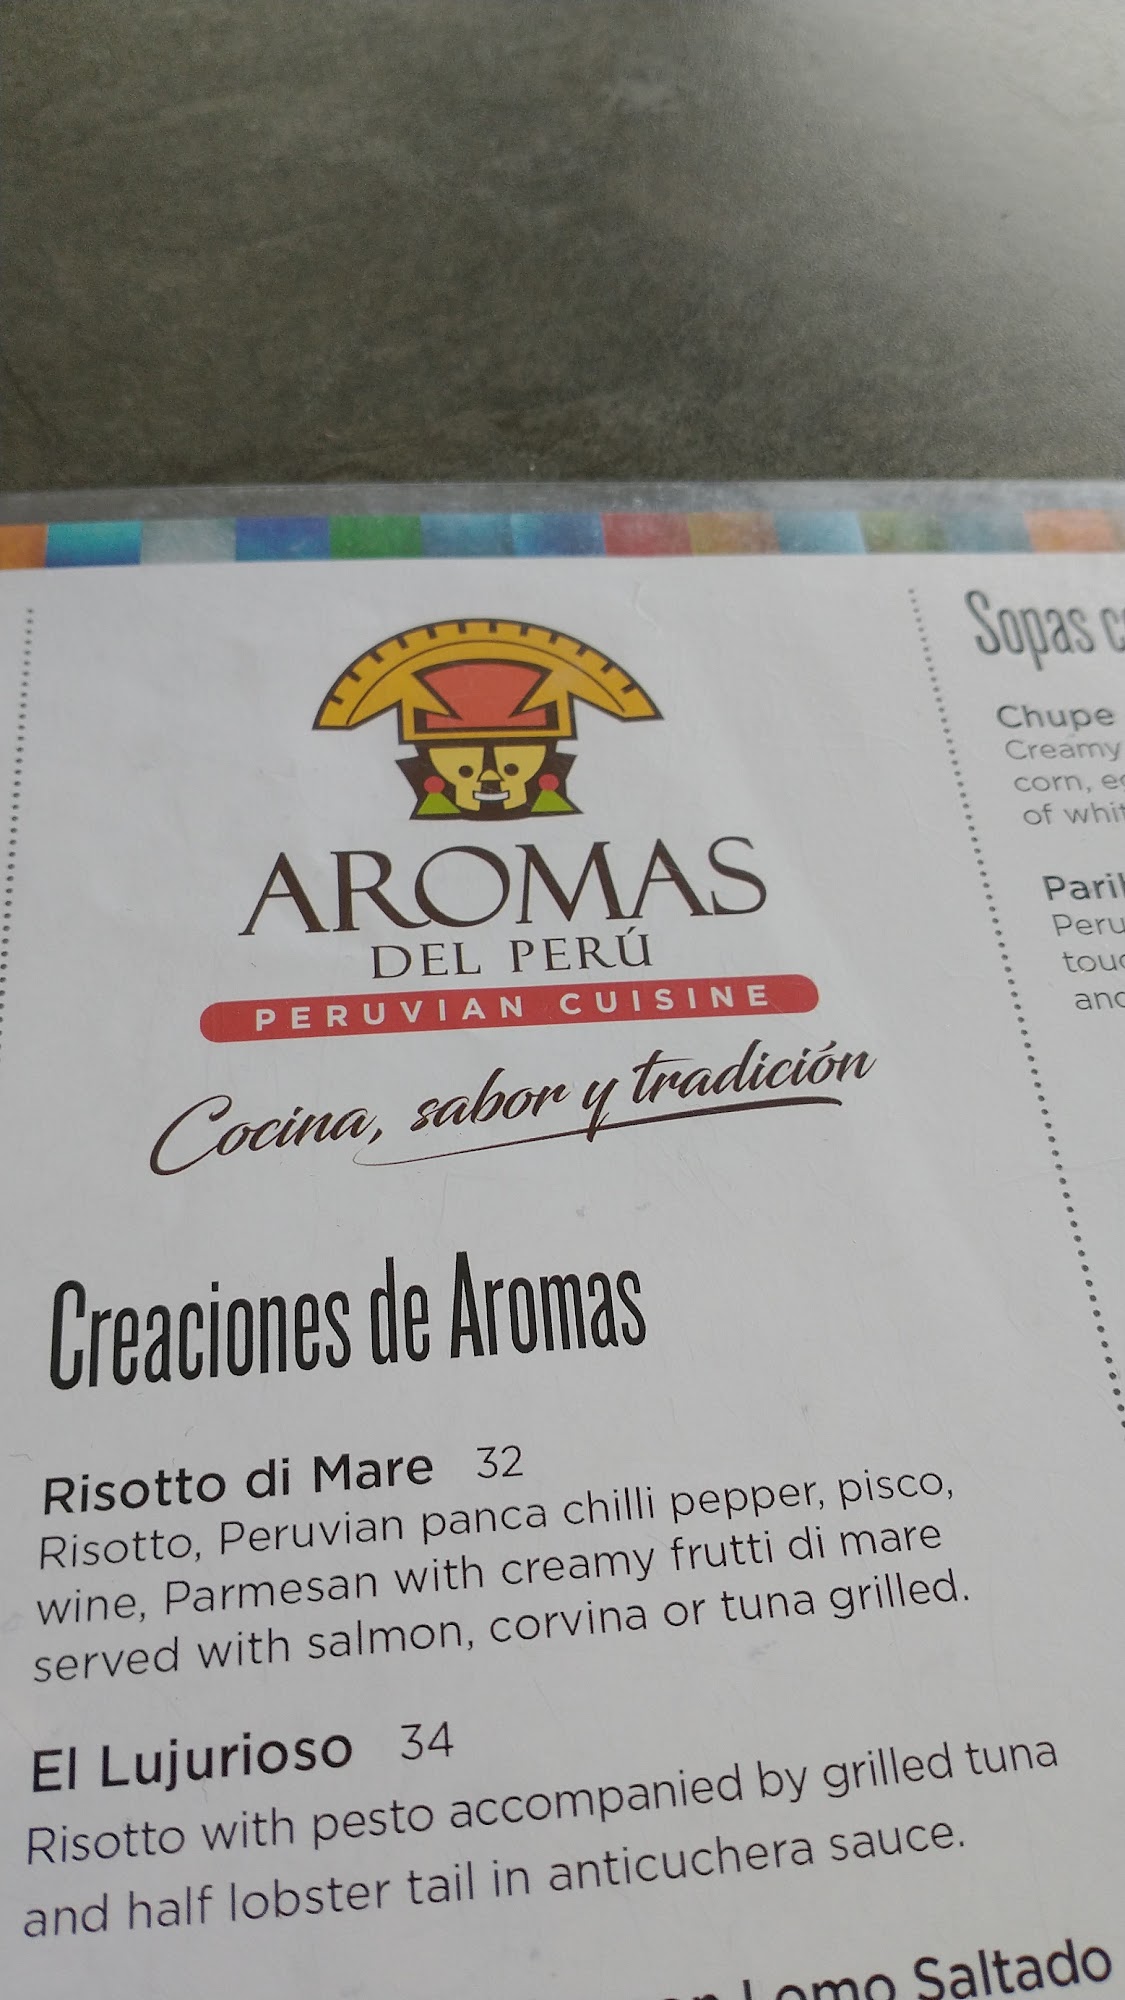 AROMAS
DEL PERÚ
PERUVIAN CUISINE
Cocina, sabor y tradición
Creaciones de Aromas
Risotto di Mare 32
Risotto, Peruvian panca chilli pepper, pisco,
wine, Parmesan with creamy frutti di mare
served with salmon, corvina or tuna grilled.
El Lujurioso 34
Risotto with pesto accompanied by grilled tuna
and half lobster tail in anticuchera sauce.
Lomo Saltado
Sopas
Chupe
Creamy
corn,
of